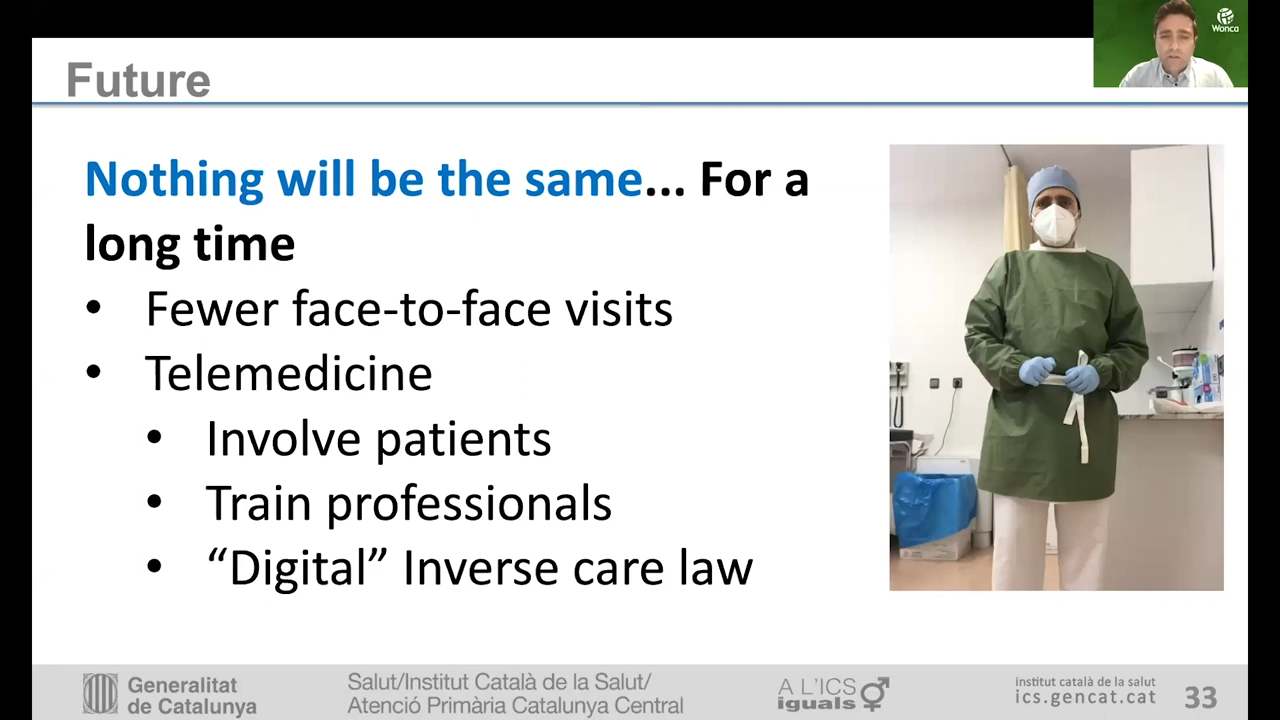 Wonca
Future
Nothing will be the same... For a
long time
• Fewer face-to-face visits
• Telemedicine
• Involve patients
• Train professionals
• “Digital” Inverse care law
Generalitat
de Catalunya
Salut/Institut Català de la Salut/
Atenció Primària Catalunya Central
A L'ICS
iguals
institut català de la salut
ics.gencat.cat
33